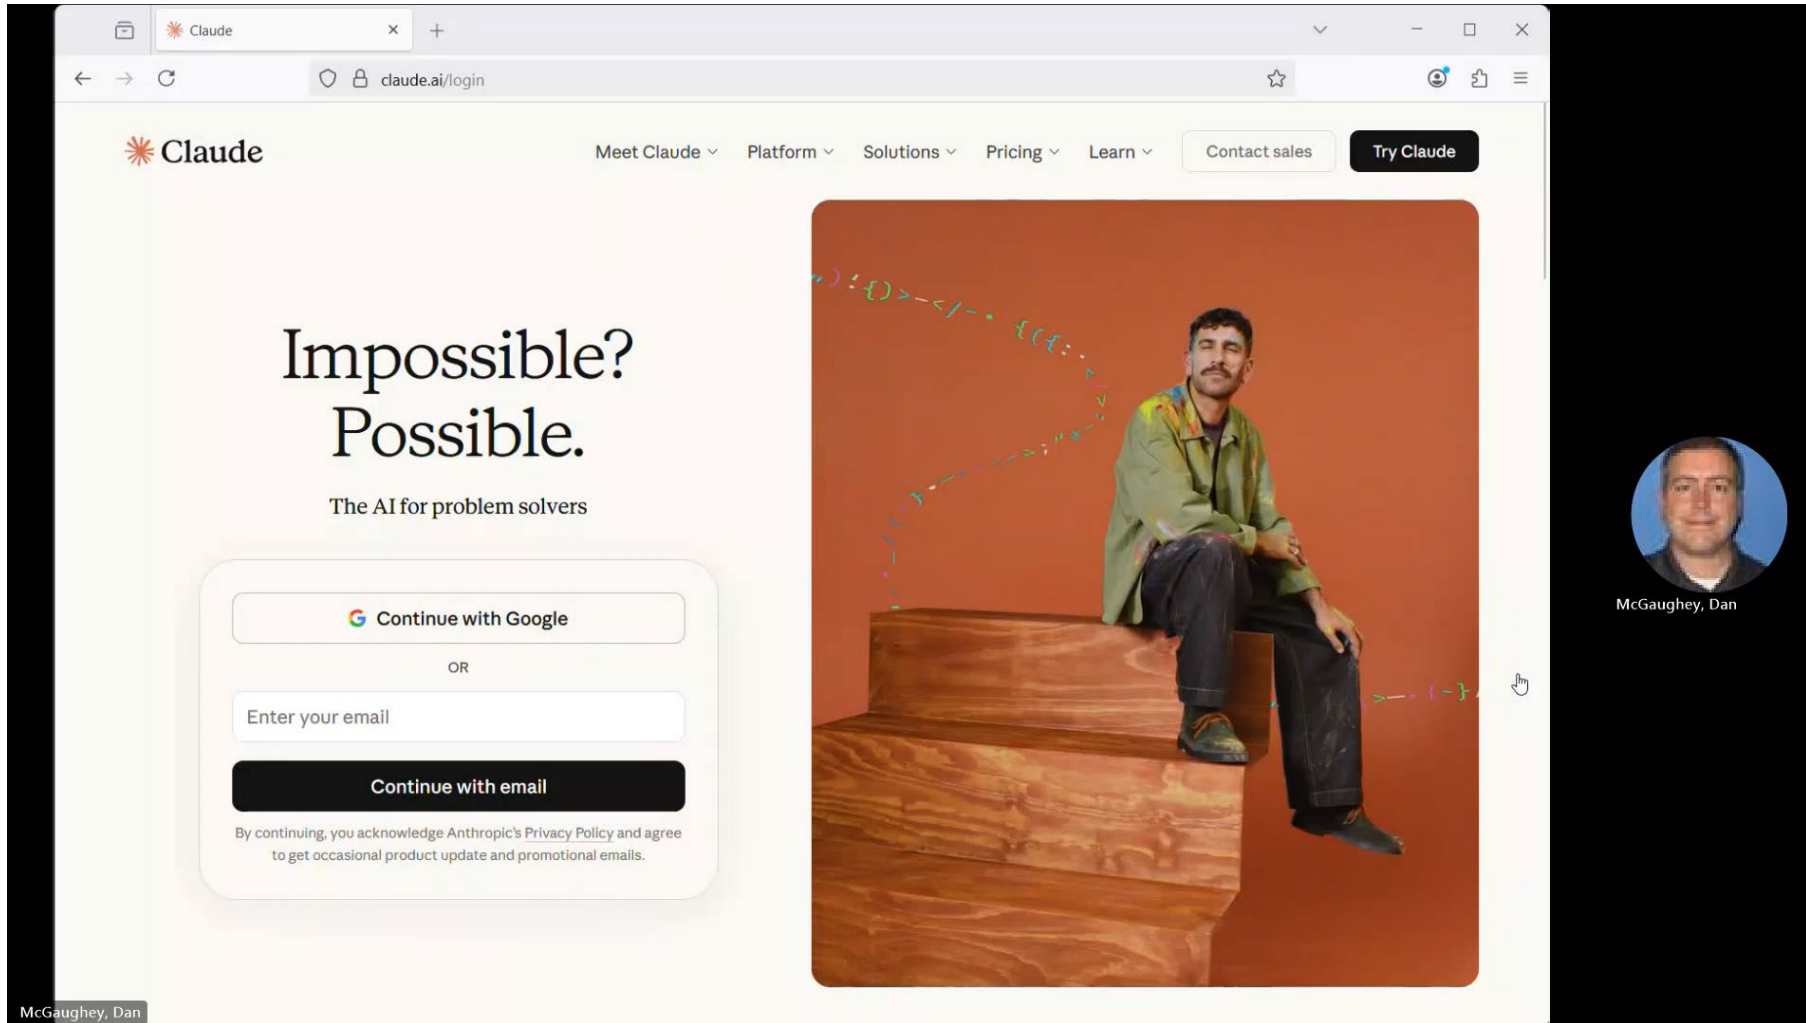 Claude
claude.ai/login
Claude
Meet Claude
Platform
Solutions
Pricing
Learn
Contact sales
Try Claude
Impossible?
Possible.
The AI for problem solvers
Continue with Google
OR
Enter your email
Continue with email
By continuing, you acknowledge Anthropic's Privacy Policy and agree
to get occasional product update and promotional emails.
McGaughey, Dan
McGaughey, Dan